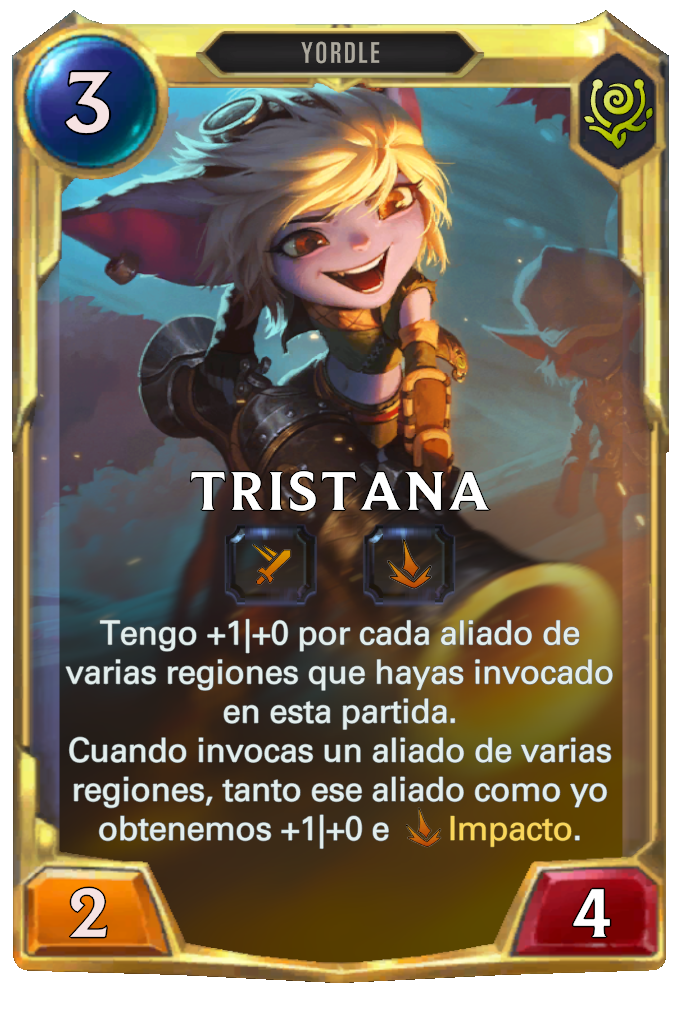 YORDLE
3
TRISTANA
Tengo +1|+0 por cada aliado de
varias regiones que hayas invocado
en esta partida.
Cuando invocas un aliado de varias
regiones, tanto ese aliado como yo
obtenemos +1|+0 e Impacto.
2
4